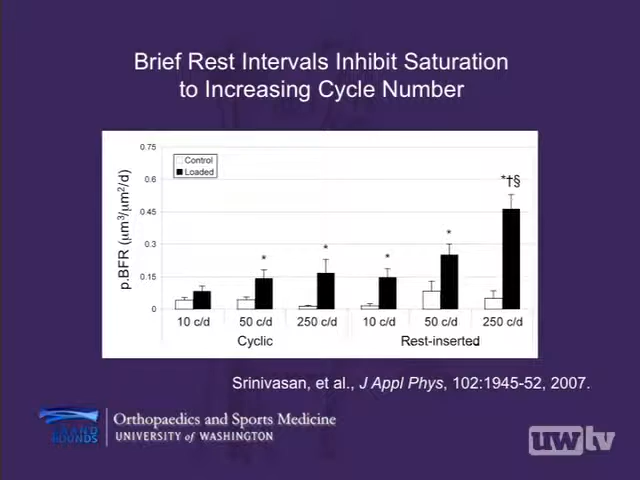 Brief Rest Intervals Inhibit Saturation
to Increasing Cycle Number
0.75
Control
Loaded
0.6
*†§
0.45
p.BFR (μm³/μm²/d)
0.3
*
*
*
*
0.15
0
10 c/d 50 c/d 250 c/d 10 c/d 50 c/d 250 c/d
Cyclic Rest-inserted
Srinivasan, et al., J Appl Phys, 102:1945-52, 2007.
GRAND
ROUNDS
Orthopaedics and Sports Medicine
UNIVERSITY of WASHINGTON
uwtv